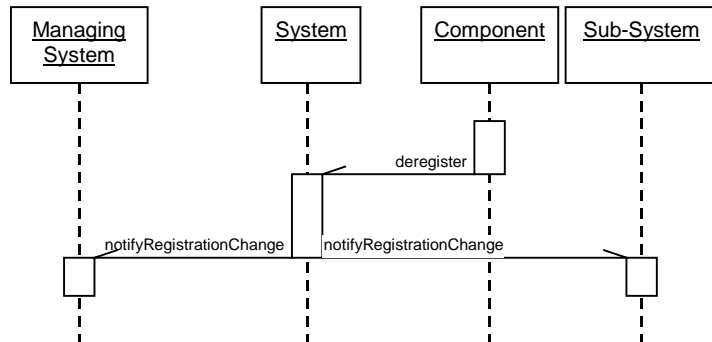 Managing
System
System
Component
Sub-System
deregister
notifyRegistrationChange
notifyRegistrationChange